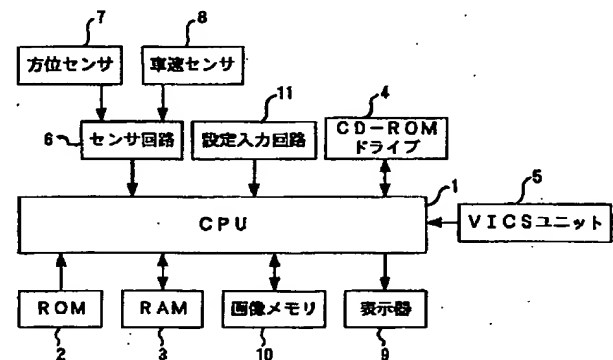 7
8
方位センサ
車速センサ
11
4
6
センサ回路
設定入力回路
CD-ROM
ドライブ
1
5
CPU
VICSユニット
ROM
RAM
画像メモリ
表示器
2
3
10
9